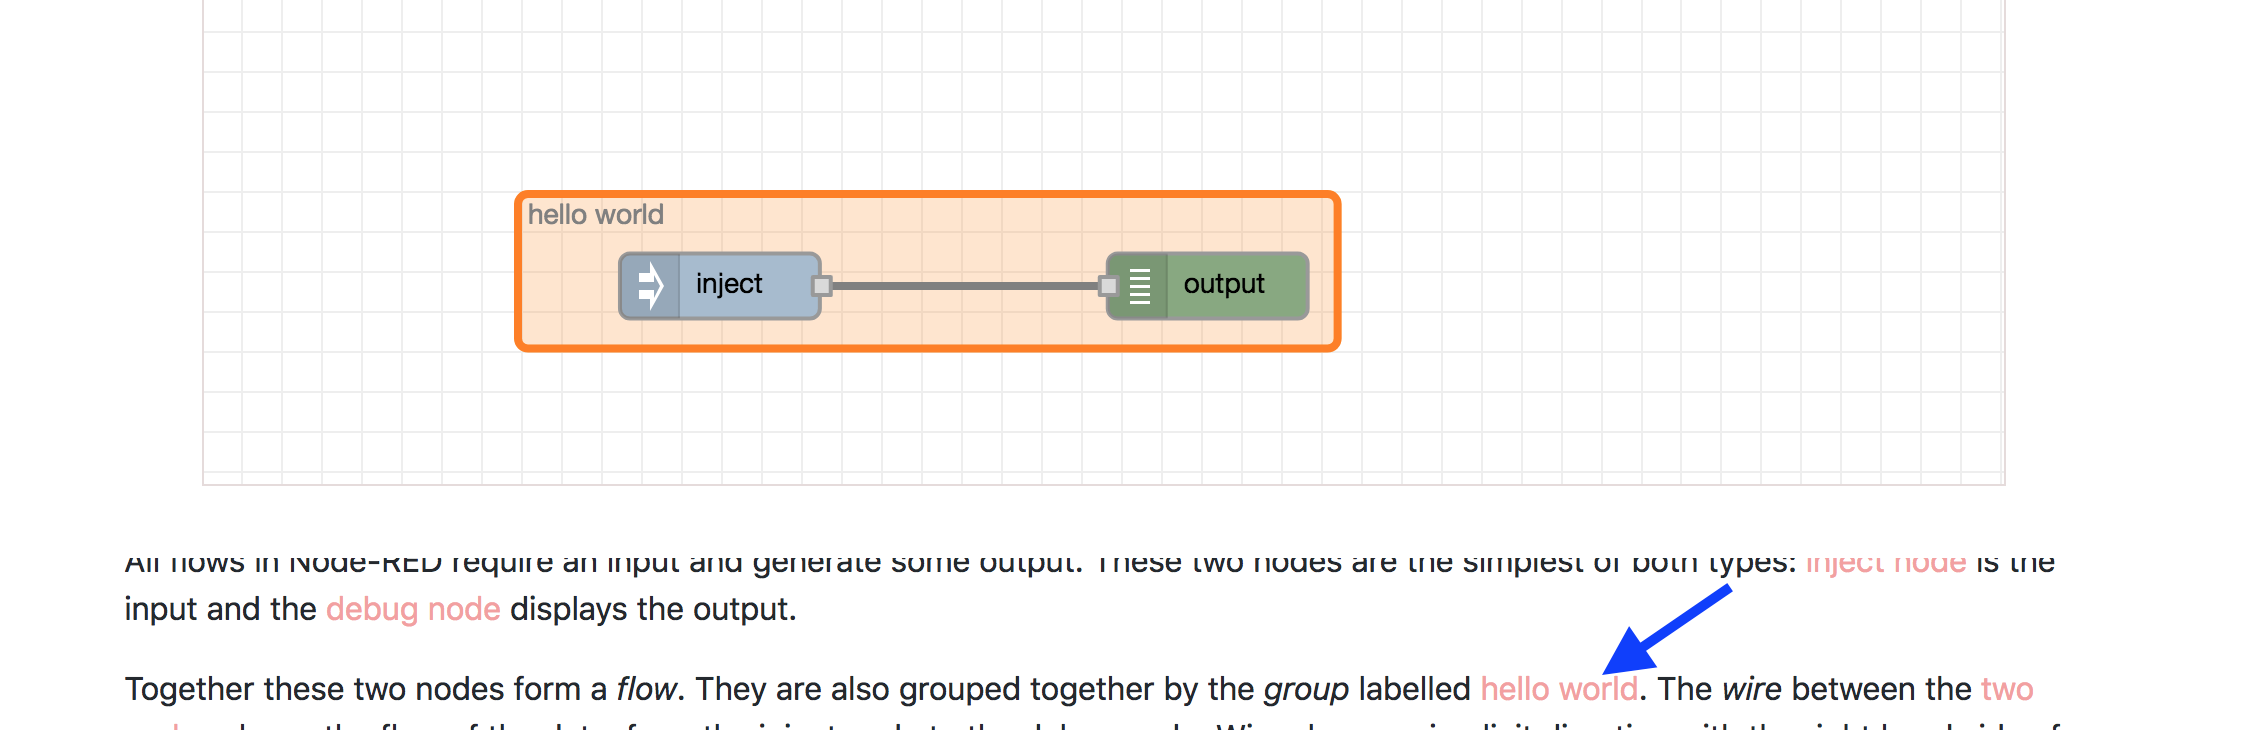 hello world
inject
output
All flows in Node-RED require an input and generate some output. These two nodes are the simplest of both types: inject node is the
input and the debug node displays the output.
Together these two nodes form a flow. They are also grouped together by the group labelled hello world. The wire between the two